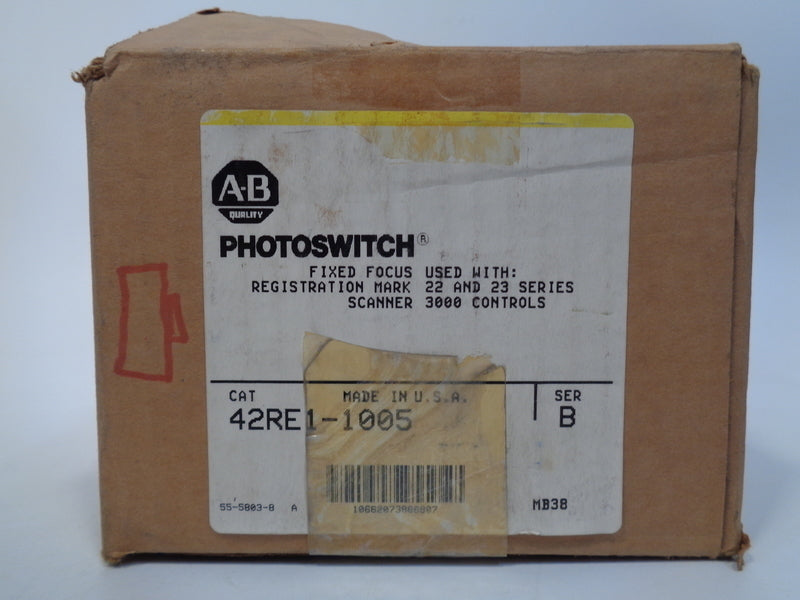 A-B
QUALITY
PHOTOSWITCH®
FIXED FOCUS USED WITH:
REGISTRATION MARK 22 AND 23 SERIES
SCANNER 3000 CONTROLS
CAT MADE IN U.S.A. SER
42RE1-1005 B
55-5803-8 A 10662073866807 MB38